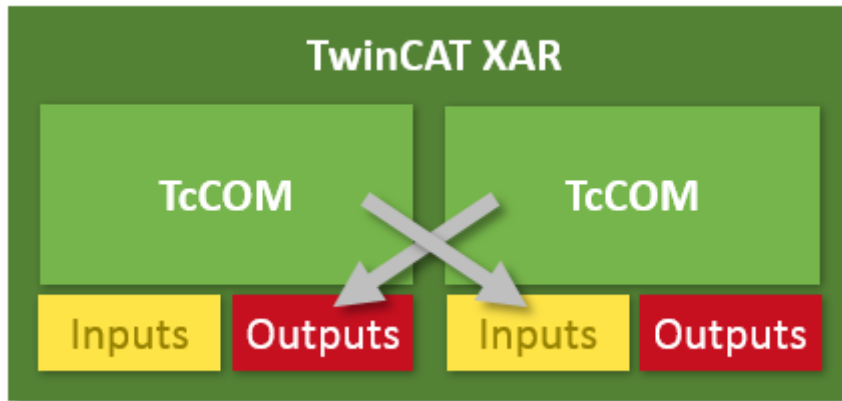 TwinCAT XAR
TcCOM
TcCOM
Inputs
Outputs
Inputs
Outputs